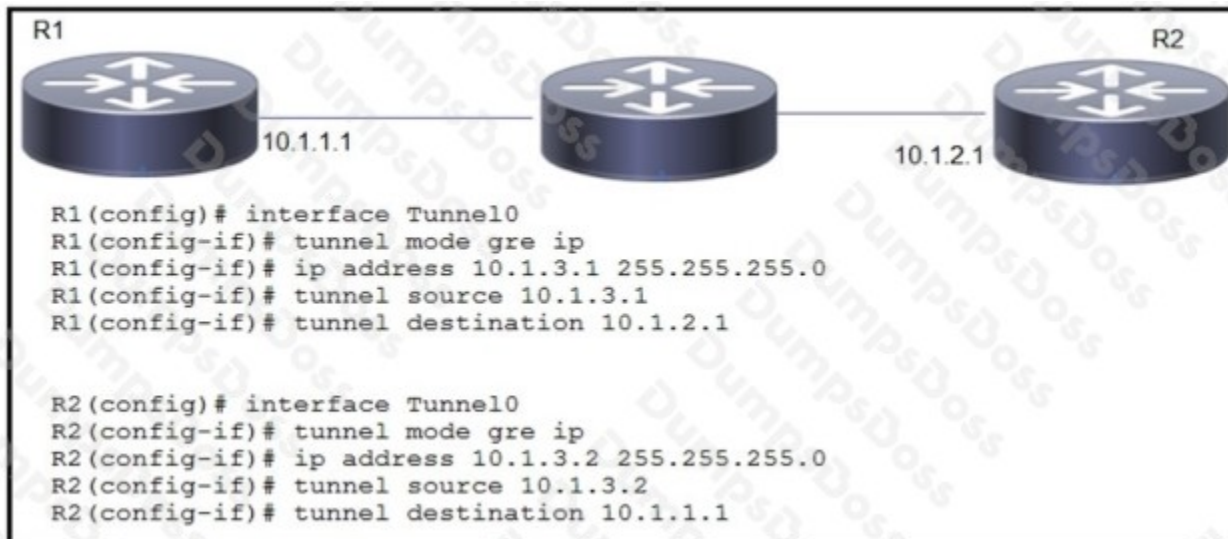 R1
R2
10.1.1.1
10.1.2.1
R1(config)# interface Tunnel0
R1(config-if)# tunnel mode gre ip
R1(config-if)# ip address 10.1.3.1 255.255.255.0
R1(config-if)# tunnel source 10.1.3.1
R1(config-if)# tunnel destination 10.1.2.1
R2(config)# interface Tunnel0
R2(config-if)# tunnel mode gre ip
R2(config-if)# ip address 10.1.3.2 255.255.255.0
R2(config-if)# tunnel source 10.1.3.2
R2(config-if)# tunnel destination 10.1.1.1
DumpsDoss